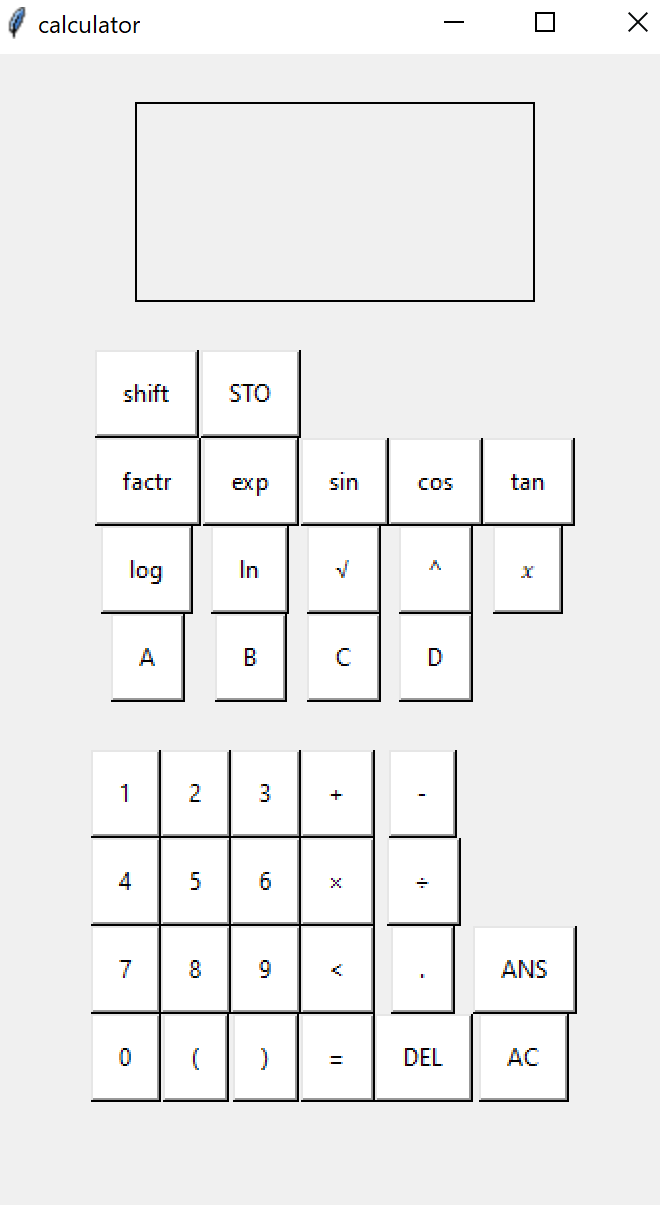 calculator
shift STO
factr exp sin cos tan
log ln √ ^ x
A B C D
1 2 3 + -
4 5 6 × ÷
7 8 9 < . ANS
0 ( ) = DEL AC